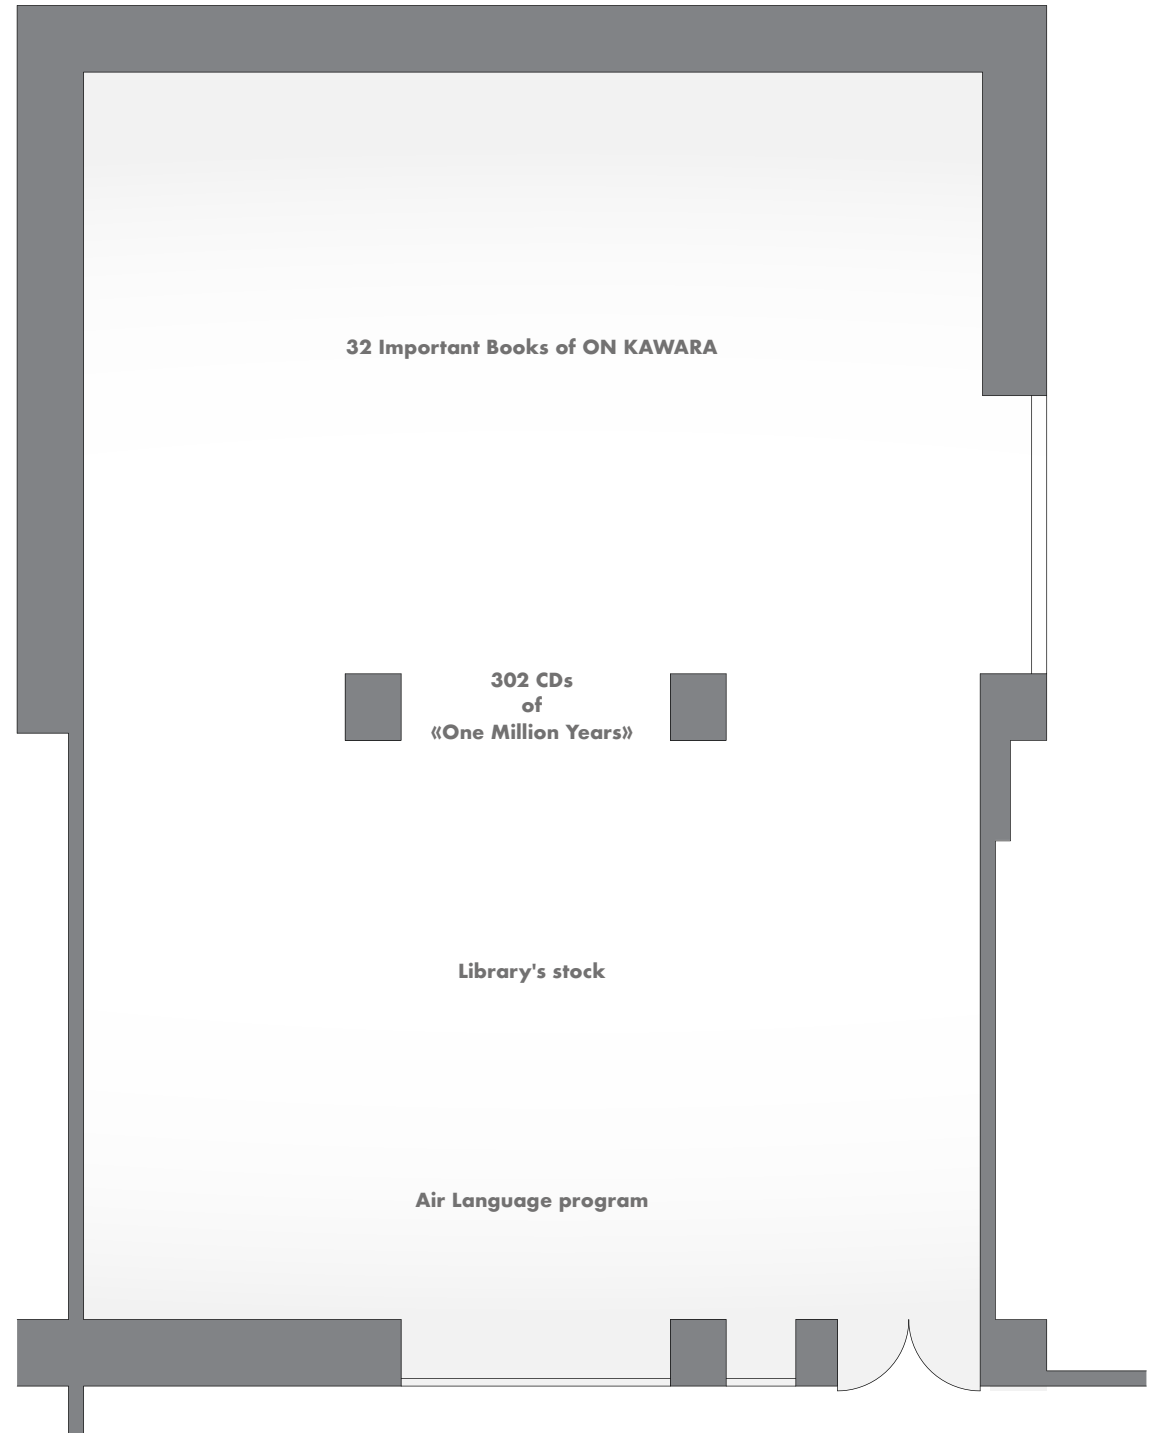 32 Important Books of ON KAWARA
302 CDs
of
«One Million Years»
Library's stock
Air Language program